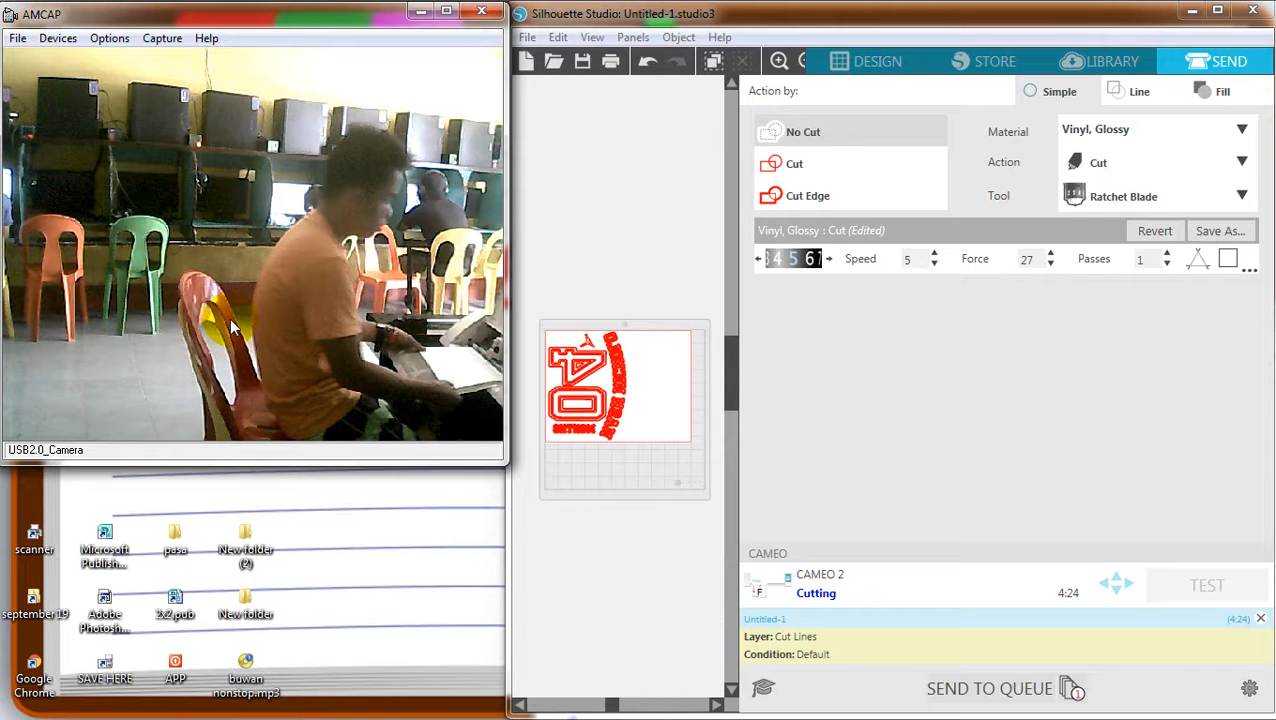 AMCAP
File Devices Options Capture Help
USB2.0_Camera
scanner
Microsoft Publish...
pasa
New folder (2)
september19
Adobe Photosh...
2x2.pub
New folder
Google Chrome
SAVE HERE
APP
buwan nonstop.mp3
Silhouette Studio: Untitled-1.studio3
File Edit View Panels Object Help
DESIGN STORE LIBRARY SEND
Action by: Simple Line Fill
No Cut
Cut
Cut Edge
Material Vinyl, Glossy
Action Cut
Tool Ratchet Blade
Vinyl, Glossy : Cut (Edited) Revert Save As...
Speed 5 Force 27 Passes 1
40
CAMEO
CAMEO 2
Cutting 4:24 TEST
Untitled-1 (4:24)
Layer: Cut Lines
Condition: Default
SEND TO QUEUE 1